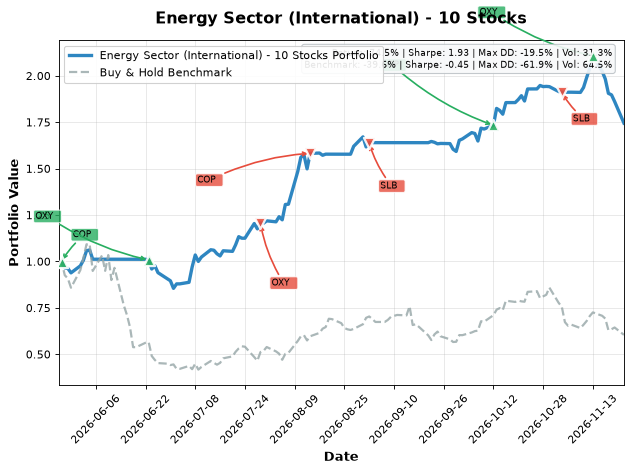 Energy Sector (International) - 10 Stocks
OXY
Energy Sector (International) - 10 Stocks Portfolio
Buy & Hold Benchmark
5% | Sharpe: 1.93 | Max DD: -19.5% | Vol: 31.3%
| Sharpe: -0.45 | Max DD: -61.9% | Vol: 64.5%
2.00
1.75
1.50
1.00
0.75
0.50
Portfolio Value
SLB
COP
SLB
OXY
COP
OXY
2026-06-06
2026-06-22
2026-07-08
2026-07-24
2026-08-09
2026-08-25
2026-09-10
2026-09-26
2026-10-12
2026-10-28
2026-11-13
Date